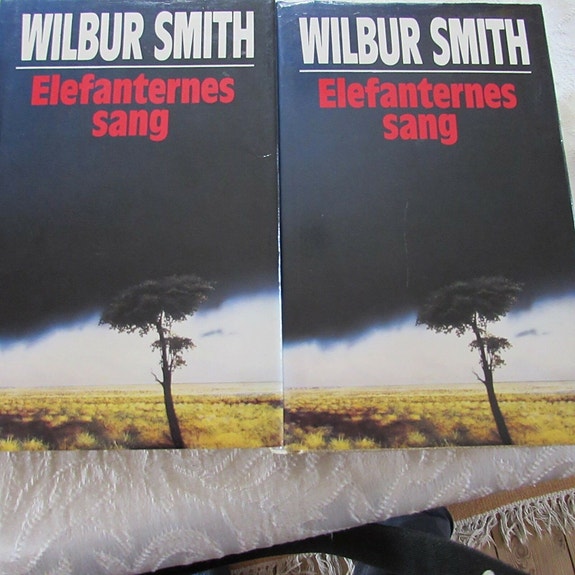 WILBUR SMITH
Elefanternes
sang
WILBUR SMITH
Elefanternes
sang